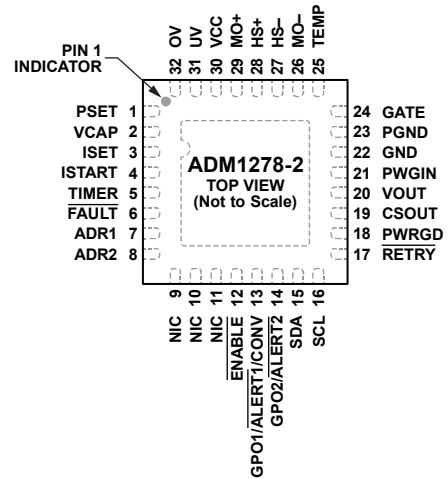 PIN 1
INDICATOR
32 OV
31 UV
30 VCC
29 MO+
28 HS+
27 HS–
26 MO–
25 TEMP
PSET 1
VCAP 2
ISET 3
ISTART 4
TIMER 5
FAULT 6
ADR1 7
ADR2 8
ADM1278-2
TOP VIEW
(Not to Scale)
24 GATE
23 PGND
22 GND
21 PWGIN
20 VOUT
19 CSOUT
18 PWRGD
17 RETRY
NIC 9
NIC 10
NIC 11
ENABLE 12
GPO1/ALERT1/CONV 13
GPO2/ALERT2 14
SDA 15
SCL 16